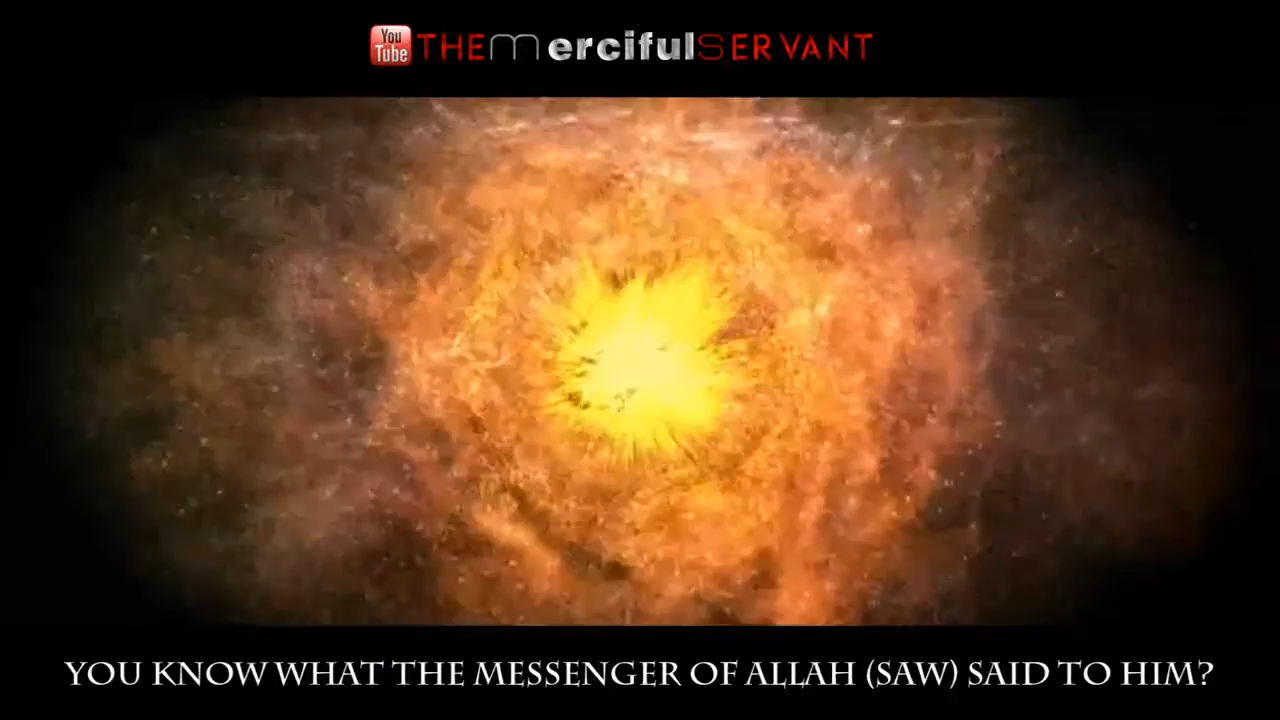 You Tube THEmercifulSERVANT
YOU KNOW WHAT THE MESSENGER OF ALLAH (SAW) SAID TO HIM?